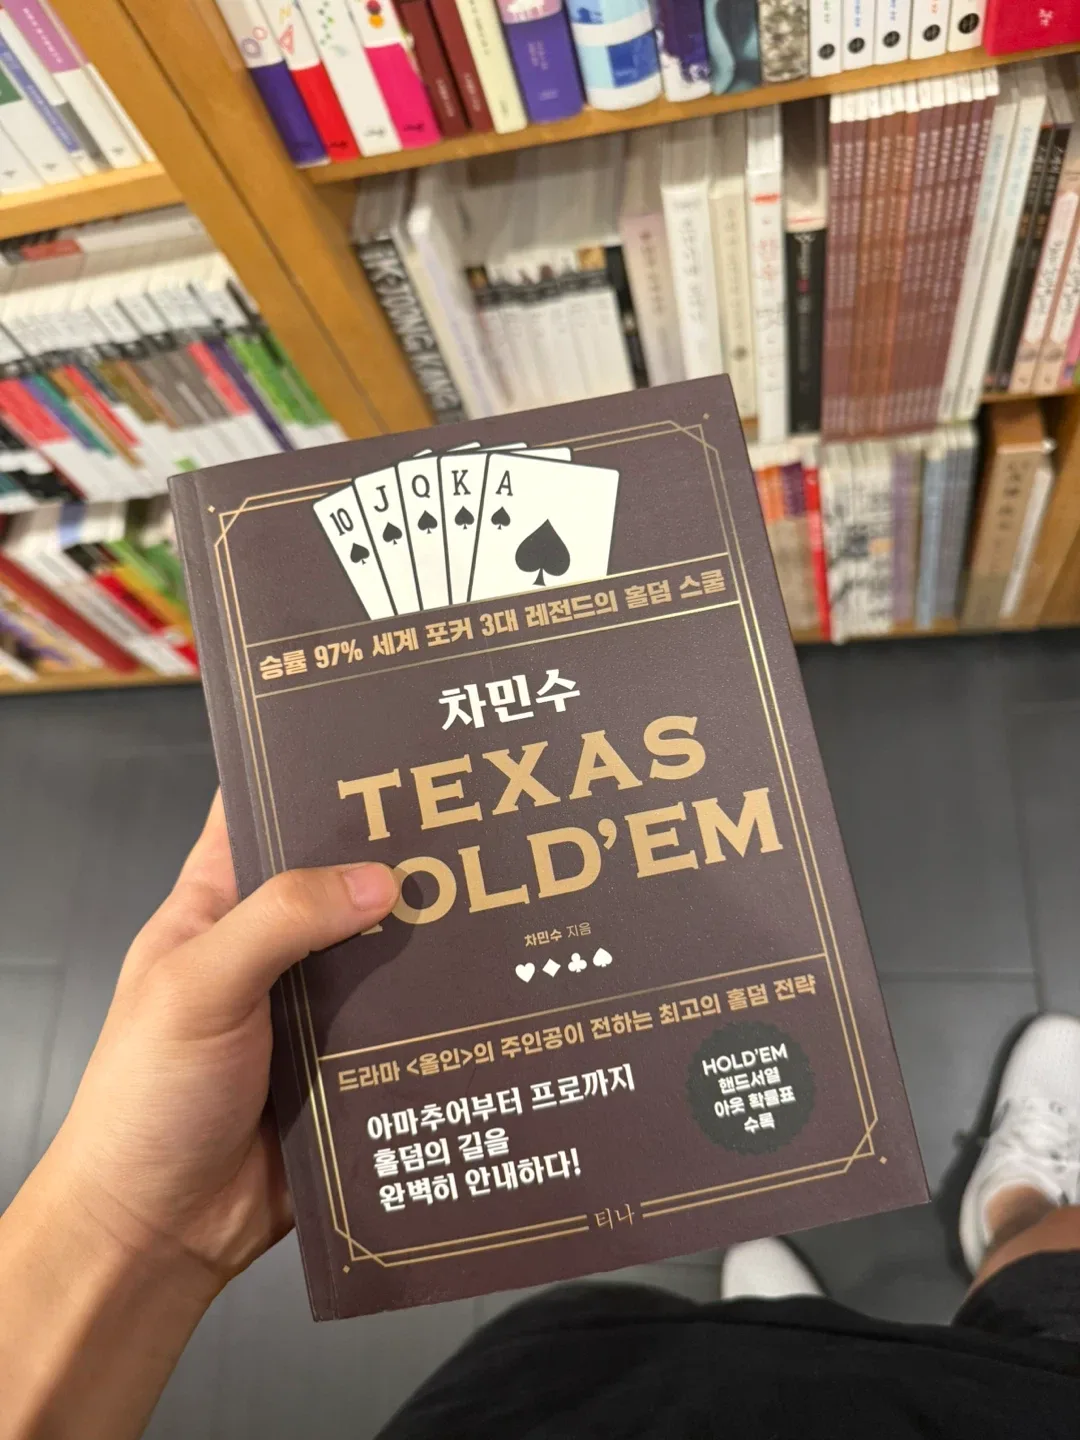 10
J
Q
K
A
승률 97% 세계 포커 3대 레전드의 홀덤 스쿨
차민수
TEXAS
OLD'EM
차민수 지음
드라마 <올인>의 주인공이 전하는 최고의 홀덤 전략
아마추어부터 프로까지
홀덤의 길을
완벽히 안내하다!
HOLD'EM
핸드서열
아웃 확률표
수록
티나
IK-JOONG KANG